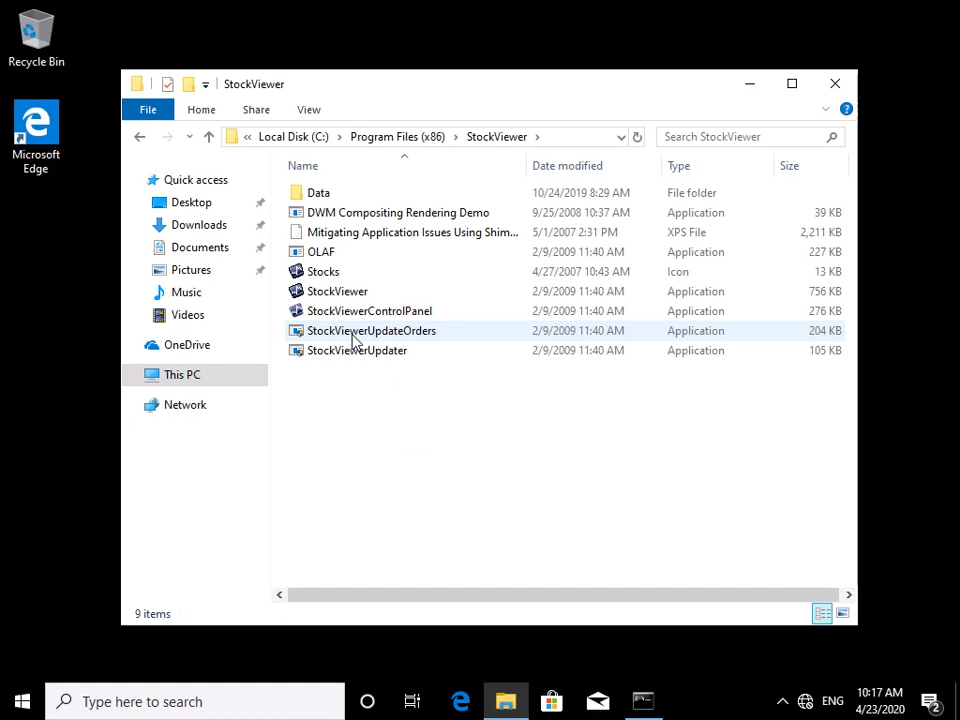 Recycle Bin
Microsoft
Edge
StockViewer
File Home Share View
« Local Disk (C:) Program Files (x86) StockViewer
Search StockViewer
Name Date modified Type Size
Quick access
Desktop
Downloads
Documents
Pictures
Music
Videos
OneDrive
This PC
Network
Data 10/24/2019 8:29 AM File folder
DWM Compositing Rendering Demo 9/25/2008 10:37 AM Application 39 KB
Mitigating Application Issues Using Shim... 5/1/2007 2:31 PM XPS File 2,211 KB
OLAF 2/9/2009 11:40 AM Application 227 KB
Stocks 4/27/2007 10:43 AM Icon 13 KB
StockViewer 2/9/2009 11:40 AM Application 756 KB
StockViewerControlPanel 2/9/2009 11:40 AM Application 276 KB
StockViewerUpdateOrders 2/9/2009 11:40 AM Application 204 KB
StockViewerUpdater 2/9/2009 11:40 AM Application 105 KB
9 items
Type here to search
ENG
10:17 AM
4/23/2020
2